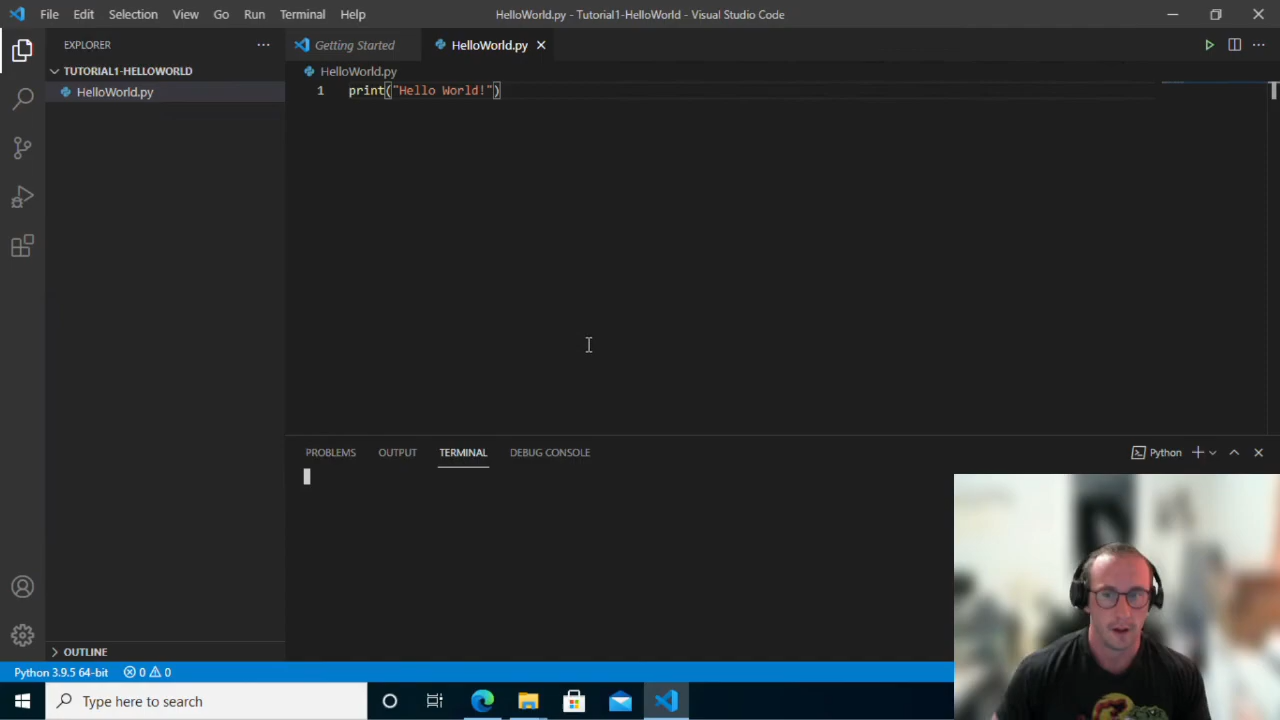 File Edit Selection View Go Run Terminal Help
HelloWorld.py - Tutorial1-HelloWorld - Visual Studio Code
EXPLORER
Getting Started
HelloWorld.py
TUTORIAL1-HELLOWORLD
HelloWorld.py
HelloWorld.py
1 print("Hello World!")
PROBLEMS OUTPUT TERMINAL DEBUG CONSOLE
Python
OUTLINE
Python 3.9.5 64-bit 0 0
Type here to search